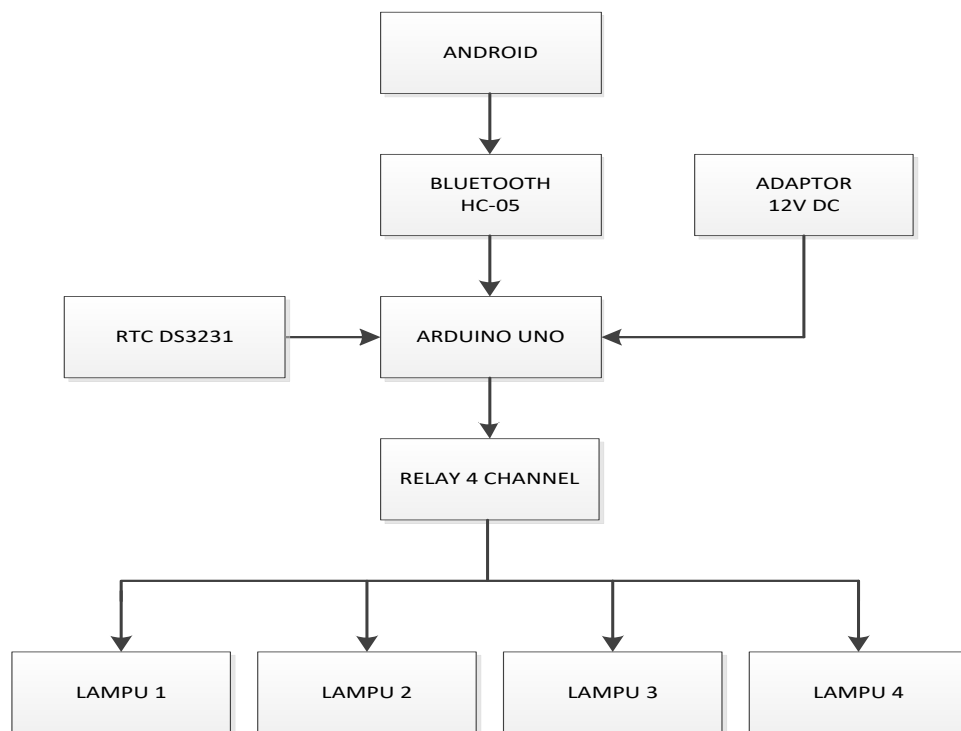 ANDROID
BLUETOOTH
HC-05
ADAPTOR
12V DC
RTC DS3231
ARDUINO UNO
RELAY 4 CHANNEL
LAMPU 1
LAMPU 2
LAMPU 3
LAMPU 4